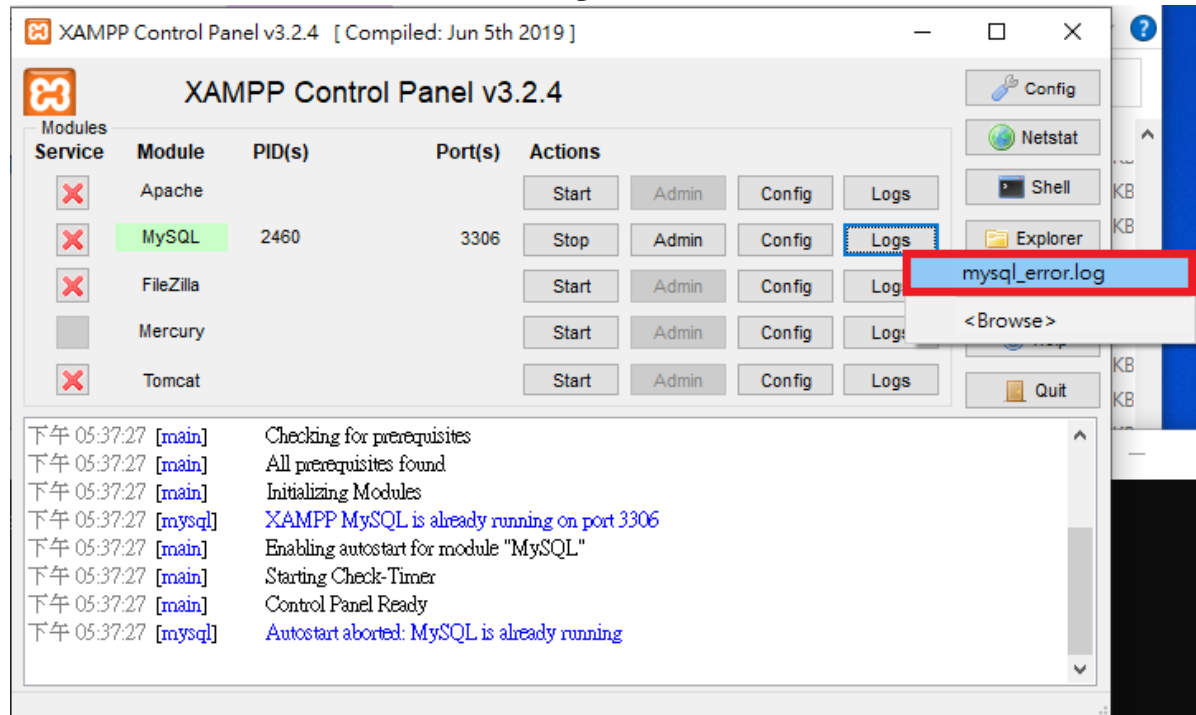 XAMPP Control Panel v3.2.4 [ Compiled: Jun 5th 2019 ]
XAMPP Control Panel v3.2.4
Config
Modules
Service Module PID(s) Port(s) Actions
Netstat
Apache Start Admin Config Logs
Shell
KB
MySQL 2460 3306 Stop Admin Config Logs
Explorer
KB
mysql_error.log
FileZilla Start Admin Config
<Browse>
Mercury Start Admin Config
Tomcat Start Admin Config Logs
KB
Quit
KB
下午 05:37:27 [main] Checking for prerequisites
下午 05:37:27 [main] All prerequisites found
下午 05:37:27 [main] Initializing Modules
下午 05:37:27 [mysql] XAMPP MySQL is already running on port 3306
下午 05:37:27 [main] Enabling autostart for module "MySQL"
下午 05:37:27 [main] Starting Check-Timer
下午 05:37:27 [main] Control Panel Ready
下午 05:37:27 [mysql] Autostart aborted: MySQL is already running